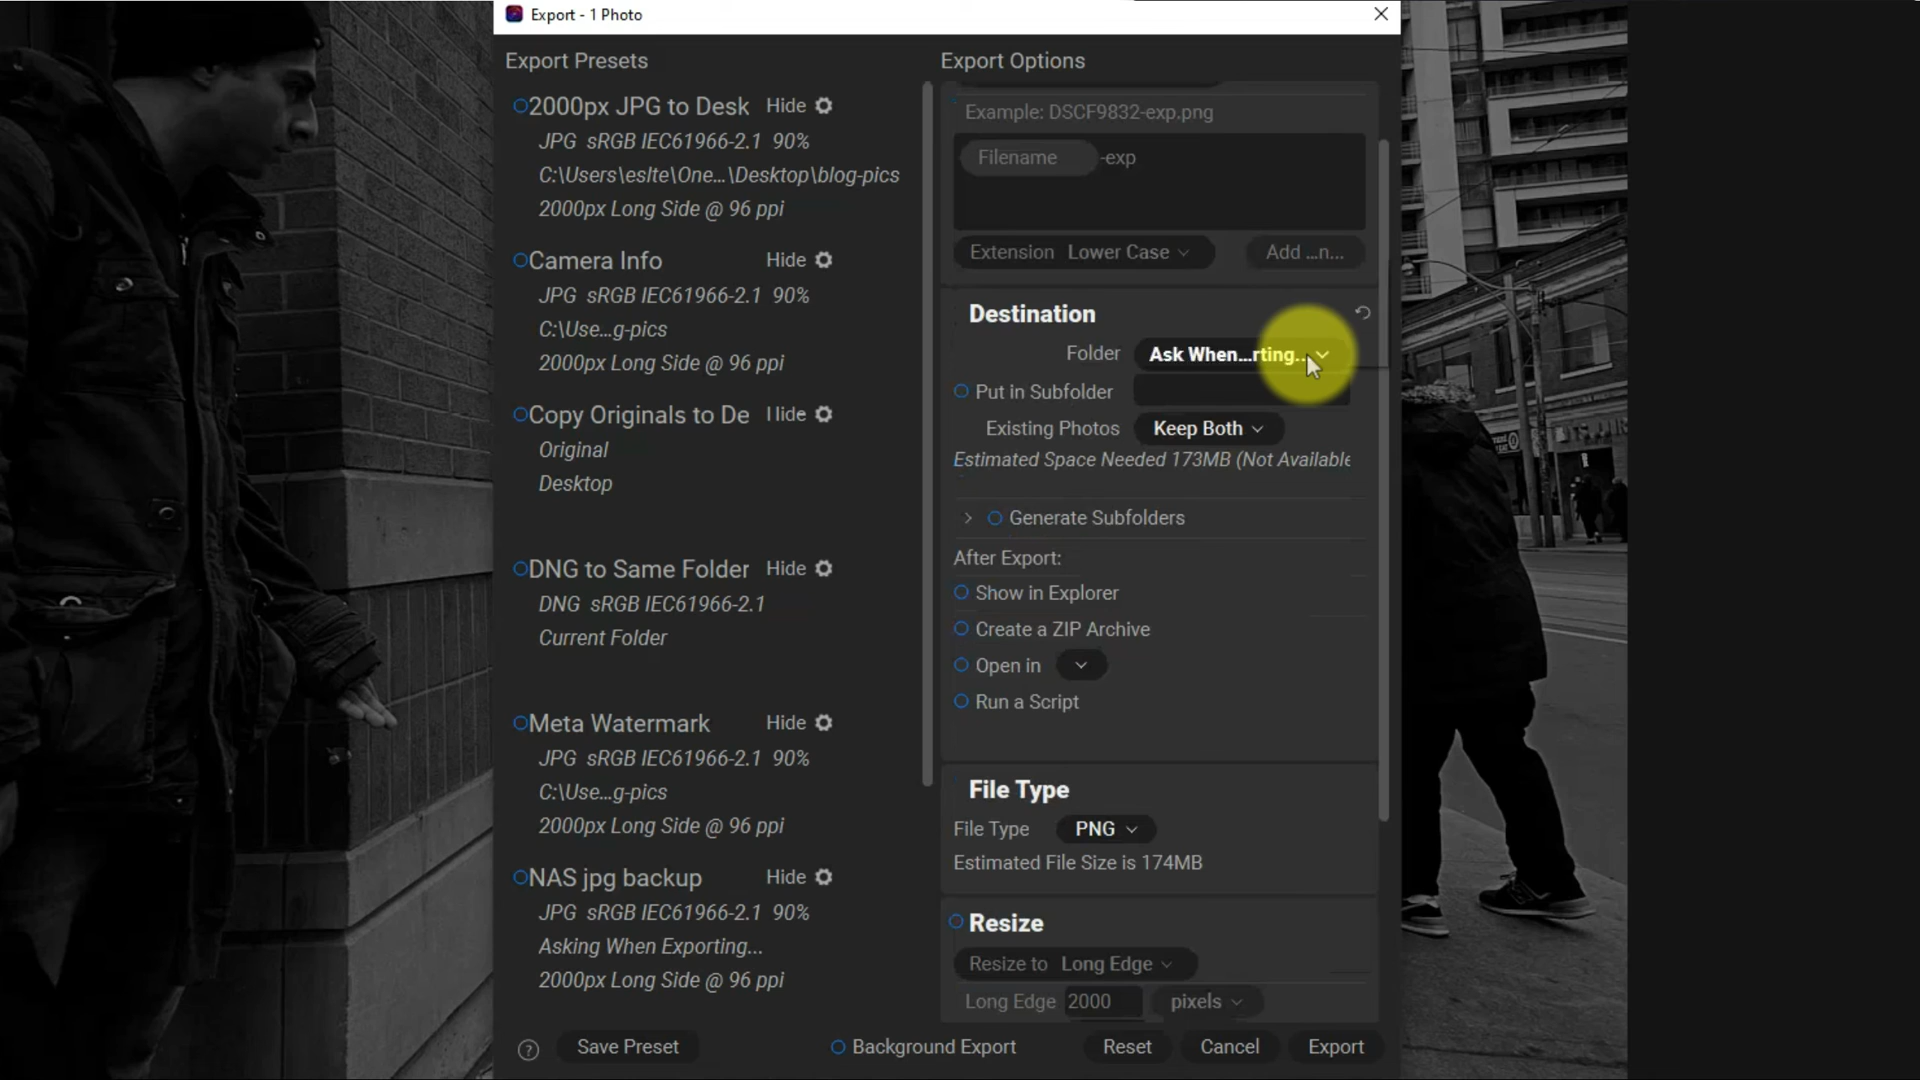 Export - 1 Photo
Export Presets
2000px JPG to Desk Hide
JPG sRGB IEC61966-2.1 90%
C:\Users\eslte\One...\Desktop\blog-pics
2000px Long Side @ 96 ppi
Camera Info Hide
JPG sRGB IEC61966-2.1 90%
C:\Use...g-pics
2000px Long Side @ 96 ppi
Copy Originals to De Hide
Original
Desktop
DNG to Same Folder Hide
DNG sRGB IEC61966-2.1
Current Folder
Meta Watermark Hide
JPG sRGB IEC61966-2.1 90%
C:\Use...g-pics
2000px Long Side @ 96 ppi
NAS jpg backup Hide
JPG sRGB IEC61966-2.1 90%
Asking When Exporting...
2000px Long Side @ 96 ppi
Export Options
Example: DSCF9832-exp.png
Filename -exp
Extension Lower Case Add ...n...
Destination
Folder Ask When...rting...
Put in Subfolder
Existing Photos Keep Both
Estimated Space Needed 173MB (Not Available
Generate Subfolders
After Export:
Show in Explorer
Create a ZIP Archive
Open in
Run a Script
File Type
File Type PNG
Estimated File Size is 174MB
Resize
Resize to Long Edge
Long Edge 2000 pixels
? Save Preset Background Export Reset Cancel Export